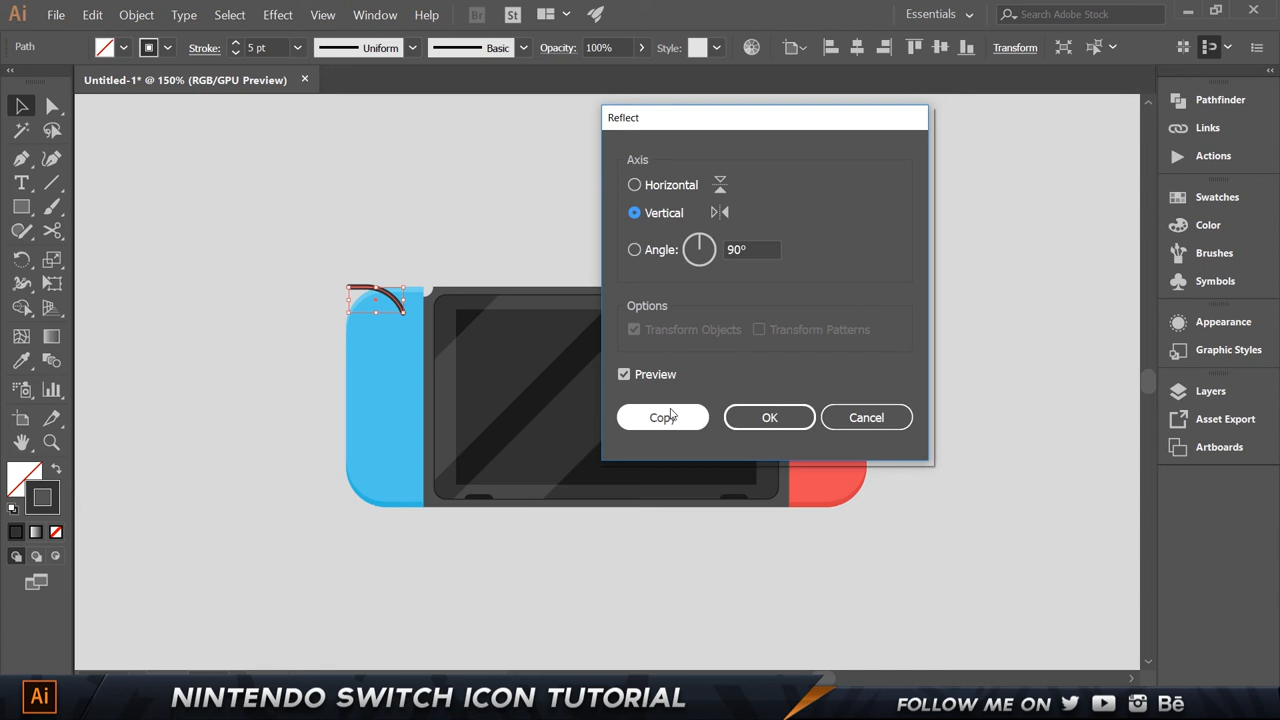 Ai File Edit Object Type Select Effect View Window Help Br St Essentials Search Adobe Stock
Path Stroke: 5 pt Uniform Basic Opacity: 100% Style: Transform
Untitled-1* @ 150% (RGB/GPU Preview)
Reflect
Axis
Horizontal
Vertical
Angle: 90°
Options
Transform Objects Transform Patterns
Preview
Copy OK Cancel
Pathfinder
Links
Actions
Swatches
Color
Brushes
Symbols
Appearance
Graphic Styles
Layers
Asset Export
Artboards
Ai NINTENDO SWITCH ICON TUTORIAL FOLLOW ME ON Bē